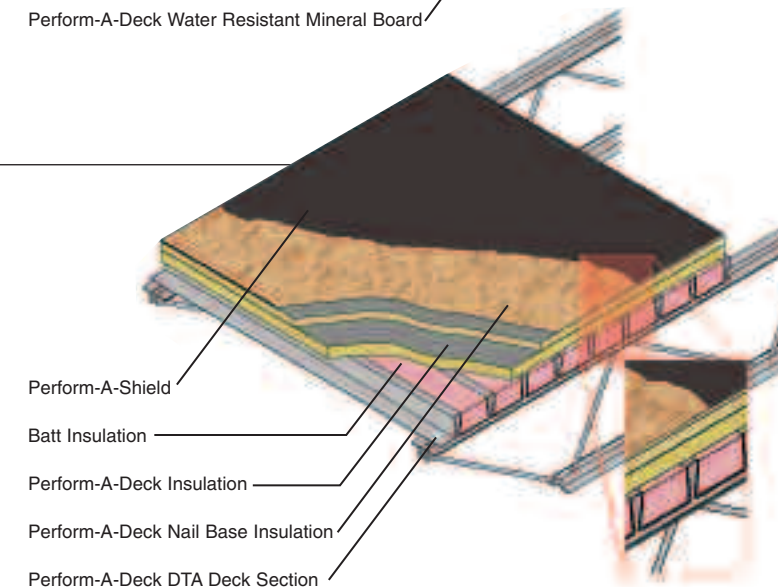 Perform-A-Deck Water Resistant Mineral Board
Perform-A-Shield
Batt Insulation
Perform-A-Deck Insulation
Perform-A-Deck Nail Base Insulation
Perform-A-Deck DTA Deck Section